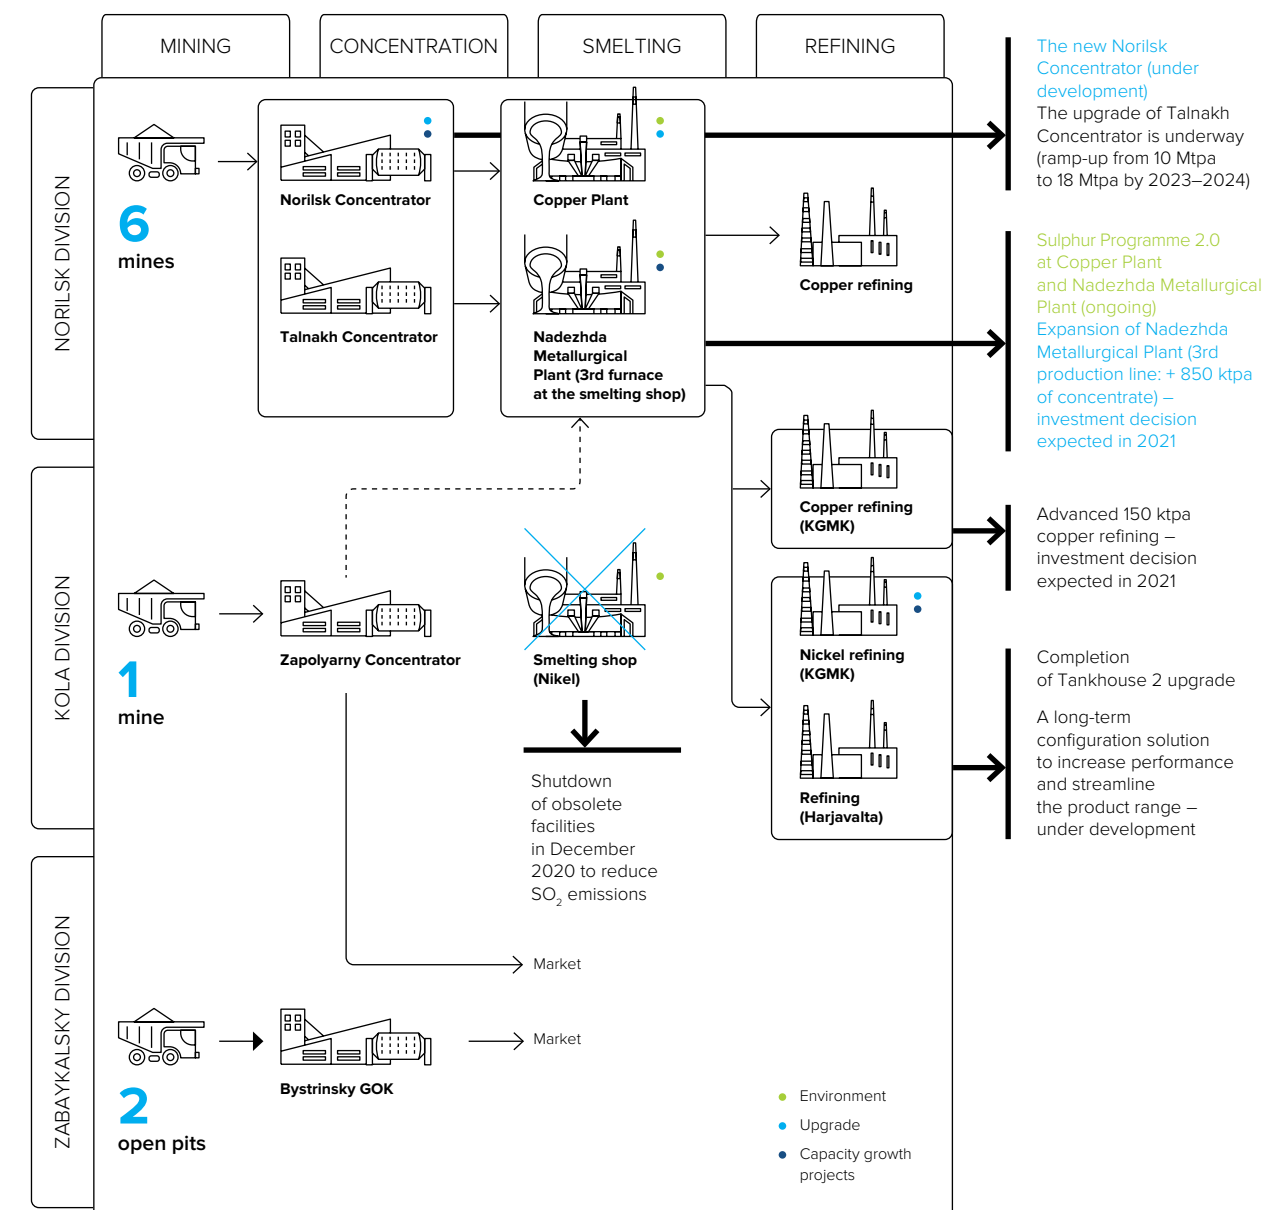 MINING
CONCENTRATION
SMELTING
REFINING
NORILSK DIVISION
6
mines
Norilsk Concentrator
Talnakh Concentrator
Copper Plant
Nadezhda
Metallurgical
Plant (3rd furnace
at the smelting shop)
Copper refining
The new Norilsk
Concentrator (under
development)
The upgrade of Talnakh
Concentrator is underway
(ramp-up from 10 Mtpa
to 18 Mtpa by 2023–2024)
Sulphur Programme 2.0
at Copper Plant
and Nadezhda Metallurgical
Plant (ongoing)
Expansion of Nadezhda
Metallurgical Plant (3rd
production line: + 850 ktpa
of concentrate) –
investment decision
expected in 2021
KOLA DIVISION
1
mine
Zapolyarny Concentrator
Smelting shop
(Nikel)
Shutdown
of obsolete
facilities
in December
2020 to reduce
SO2 emissions
Copper refining
(KGMK)
Nickel refining
(KGMK)
Refining
(Harjavalta)
Advanced 150 ktpa
copper refining –
investment decision
expected in 2021
Completion
of Tankhouse 2 upgrade
A long-term
configuration solution
to increase performance
and streamline
the product range –
under development
Market
ZABAYKALSKY DIVISION
2
open pits
Bystrinsky GOK
Market
Environment
Upgrade
Capacity growth
projects